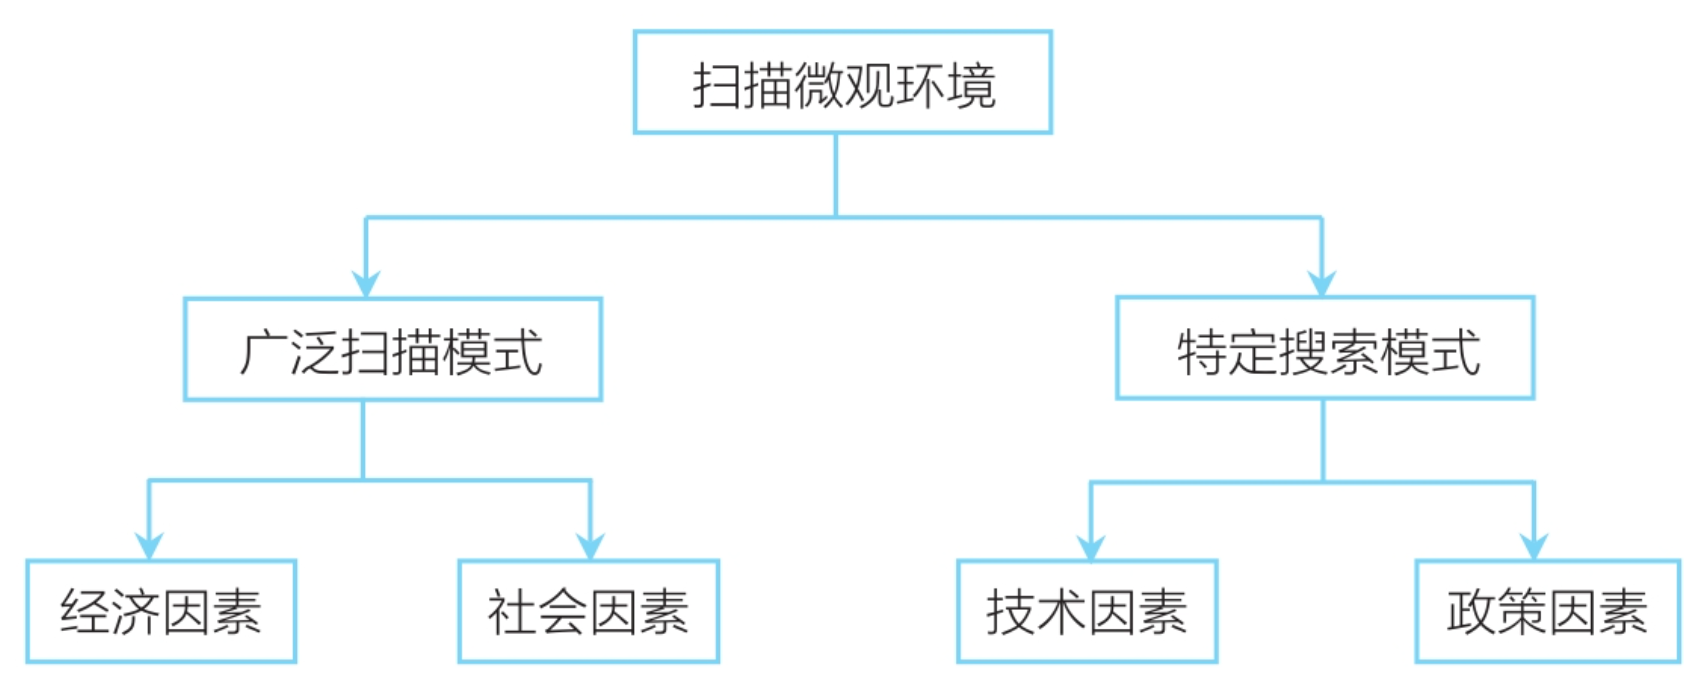 扫描微观环境
广泛扫描模式
特定搜索模式
经济因素
社会因素
技术因素
政策因素